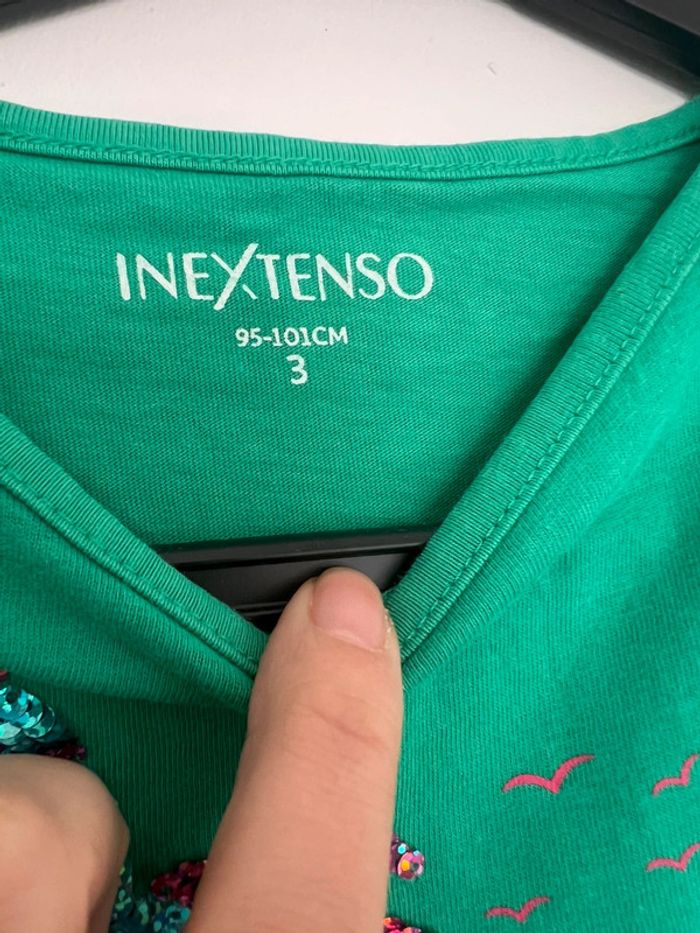 INEXTENSO
95-101CM
3